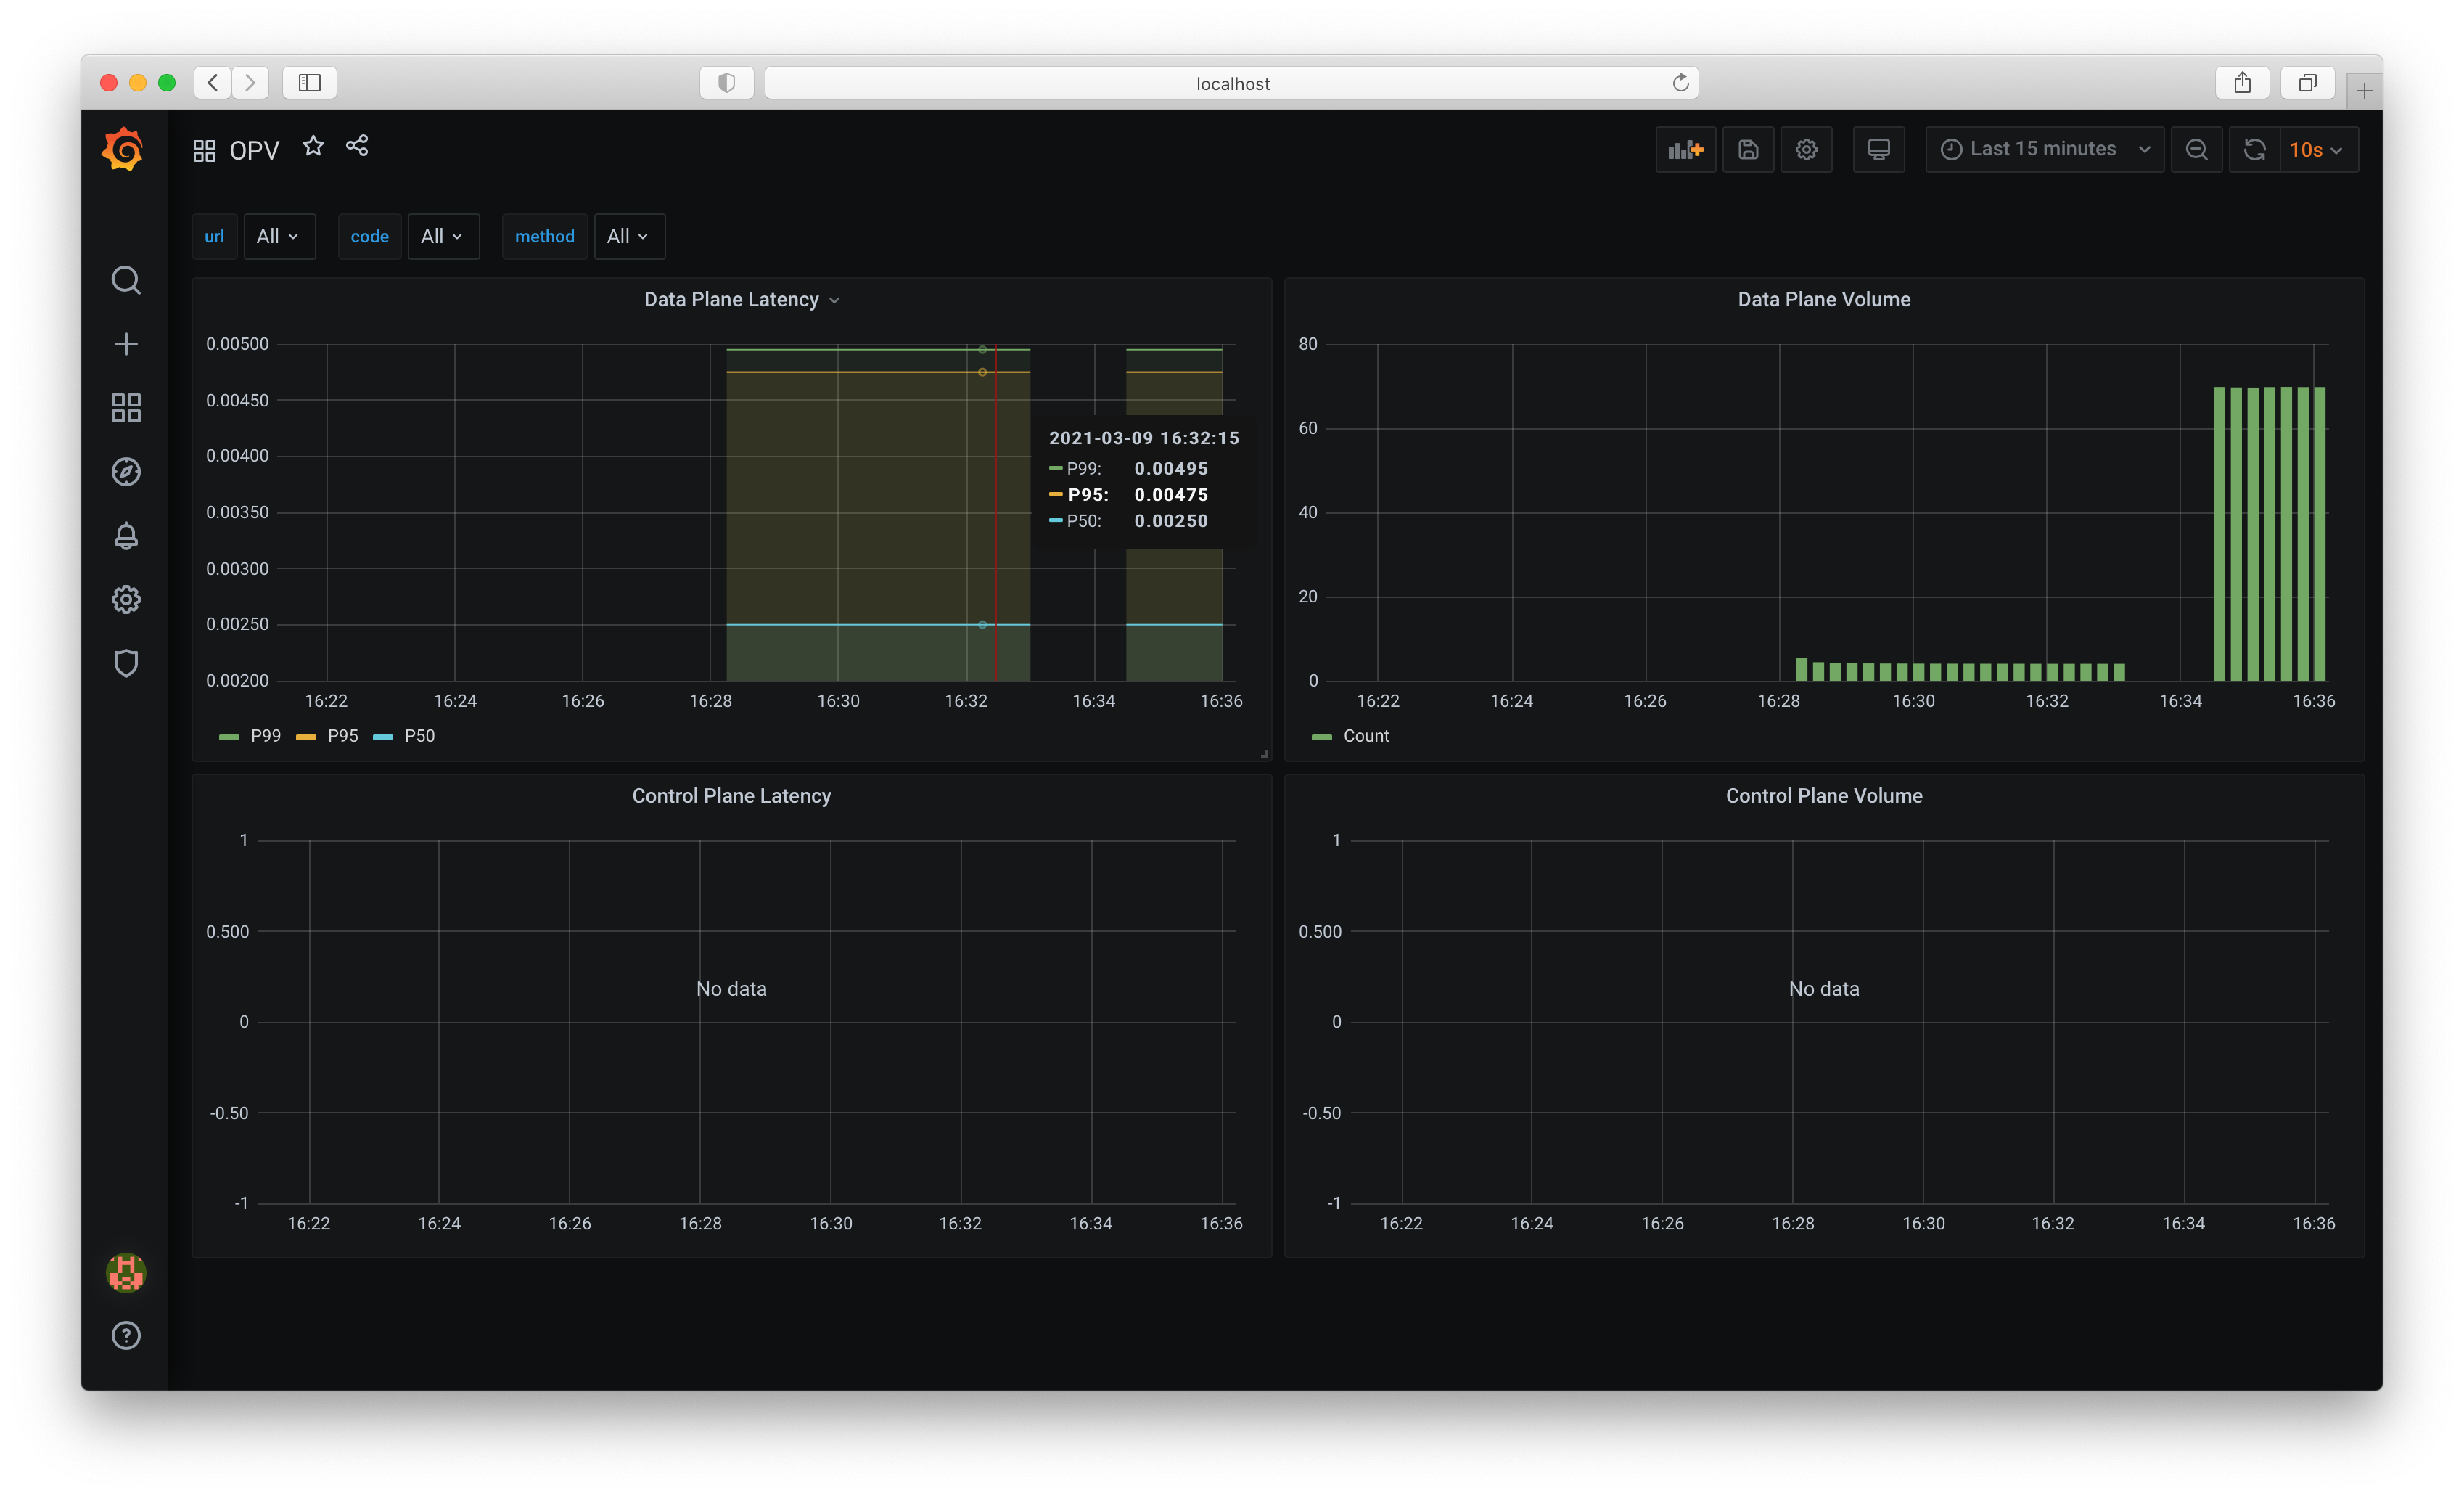 localhost
OPV
Last 15 minutes
10s
url All code All method All
Data Plane Latency
0.00500
0.00450
0.00400
0.00350
0.00300
0.00250
0.00200
16:22 16:24 16:26 16:28 16:30 16:32 16:34 16:36
P99 P95 P50
2021-03-09 16:32:15
P99: 0.00495
P95: 0.00475
P50: 0.00250
Data Plane Volume
80
60
40
20
0
16:22 16:24 16:26 16:28 16:30 16:32 16:34 16:36
Count
Control Plane Latency
1
0.500
0
-0.50
-1
No data
16:22 16:24 16:26 16:28 16:30 16:32 16:34 16:36
Control Plane Volume
1
0.500
0
-0.50
-1
No data
16:22 16:24 16:26 16:28 16:30 16:32 16:34 16:36